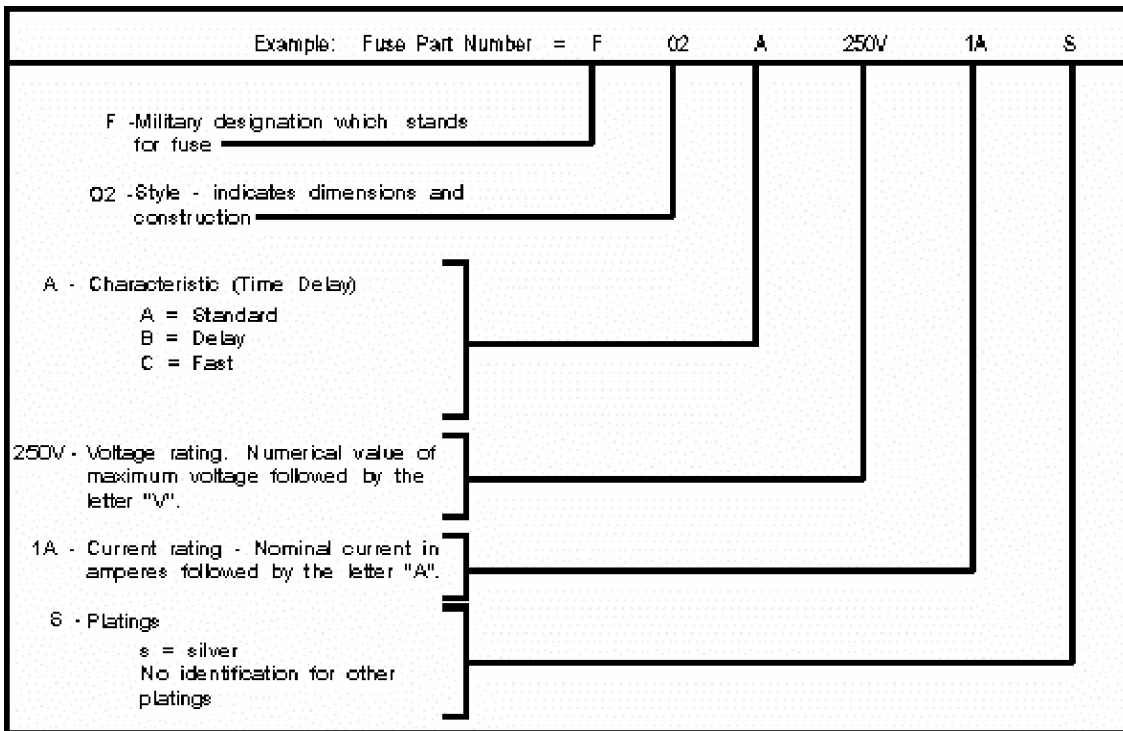 Example: Fuse Part Number = F 02 A 250V 1A S
F -Military designation which stands
for fuse
02 -Style - indicates dimensions and
construction
A - Characteristic (Time Delay)
A = Standard
B = Delay
C = Fast
250V - Voltage rating. Numerical value of
maximum voltage followed by the
letter "V".
1A - Current rating - Nominal current in
amperes followed by the letter "A".
S - Platings
s = silver
No identification for other
platings